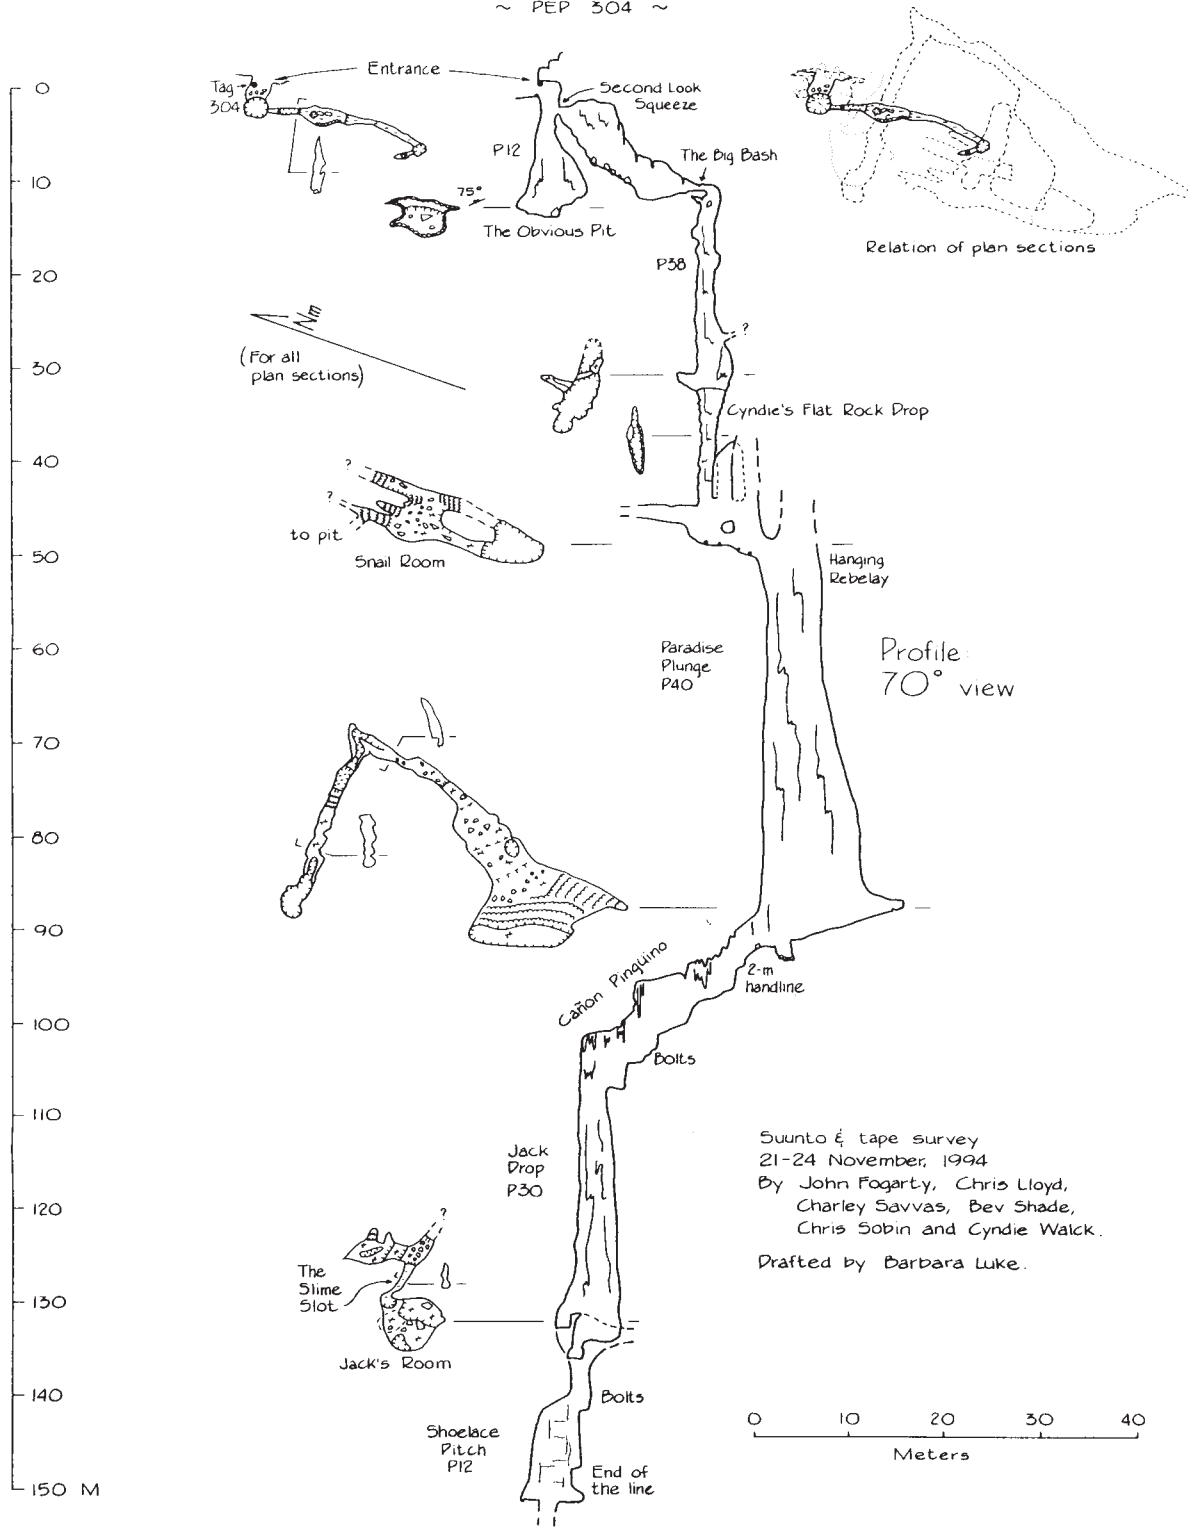 ~ PEP 304 ~
Entrance
Tag
304
Second Look
Squeeze
P12
The Big Bash
75°
The Obvious Pit
P38
Relation of plan sections
N
(For all
plan sections)
?
Cyndie's Flat Rock Drop
?
?
to pit
Snail Room
Hanging
Rebelay
Paradise
Plunge
P40
Profile:
70° view
Cañon Pingüino
2-m
handline
Bolts
Jack
Drop
P30
Suunto & tape survey
21-24 November, 1994
By John Fogarty, Chris Lloyd,
Charley Savvas, Bev Shade,
Chris Sobin and Cyndie Walck.
Drafted by Barbara Luke.
?
The
Slime
Slot
Jack's Room
Bolts
Shoelace
Pitch
P12
End of
the line
0
10
20
30
40
50
60
70
80
90
100
110
120
130
140
150 M
0 10 20 30 40
Meters